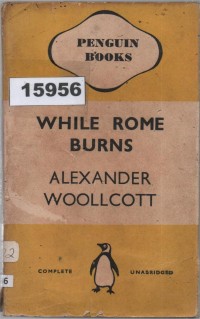 PENGUIN
BOOKS
15956
WHILE ROME
BURNS
ALEXANDER
WOOLLCOTT
COMPLETE UNABRIDGED